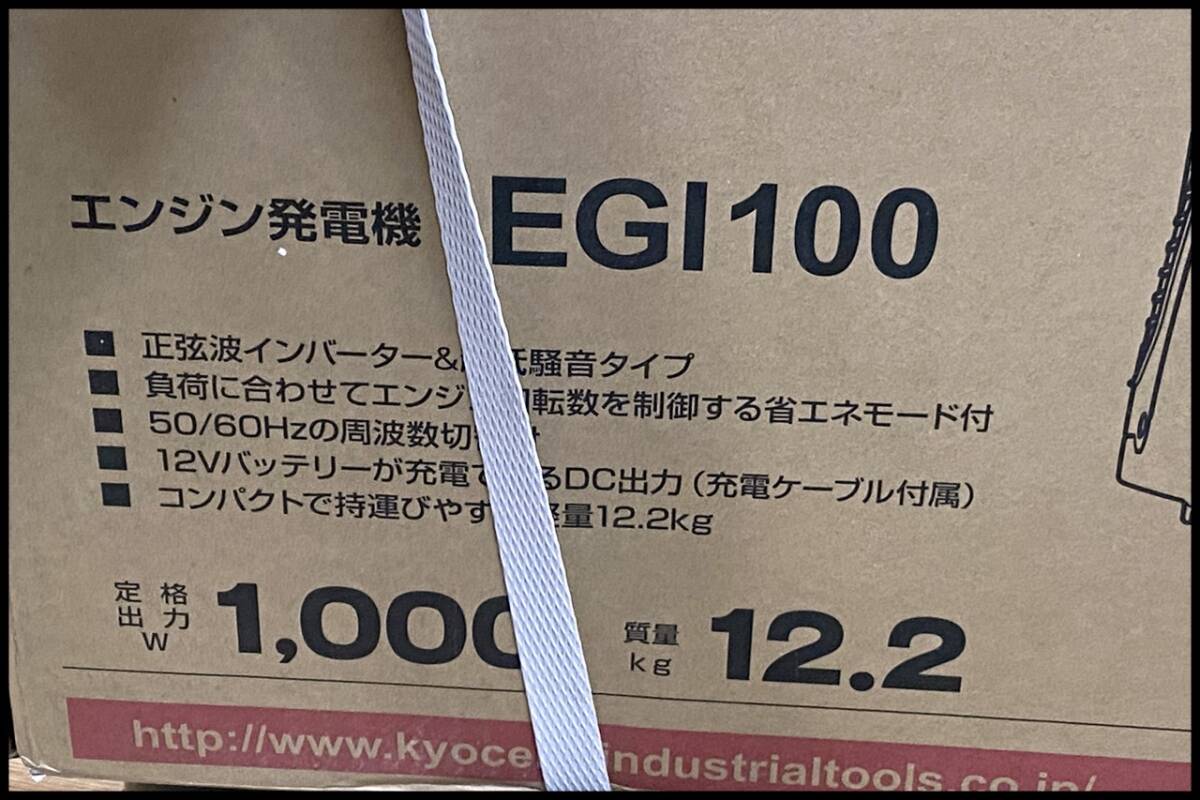 エンジン発電機 EGI100
■ 正弦波インバーター&低騒音タイプ
■ 負荷に合わせてエンジン回転数を制御する省エネモード付
■ 50/60Hzの周波数切
■ 12Vバッテリーが充電できるDC出力(充電ケーブル付属)
■ コンパクトで持運びやすい軽量12.2kg
定格出力W 1,000 質量kg 12.2
http://www.kyocera-industrialtools.co.jp/